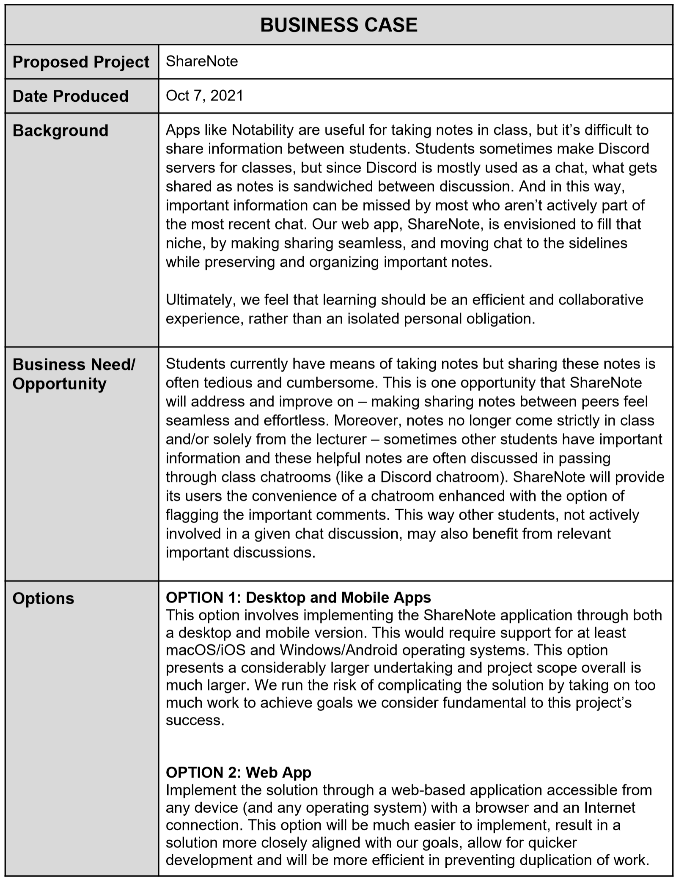 BUSINESS CASE
Proposed Project ShareNote
Date Produced Oct 7, 2021
Background
Apps like Notability are useful for taking notes in class, but it's difficult to
share information between students. Students sometimes make Discord
servers for classes, but since Discord is mostly used as a chat, what gets
shared as notes is sandwiched between discussion. And in this way,
important information can be missed by most who aren't actively part of
the most recent chat. Our web app, ShareNote, is envisioned to fill that
niche, by making sharing seamless, and moving chat to the sidelines
while preserving and organizing important notes.
Ultimately, we feel that learning should be an efficient and collaborative
experience, rather than an isolated personal obligation.
Business Need/
Opportunity
Students currently have means of taking notes but sharing these notes is
often tedious and cumbersome. This is one opportunity that ShareNote
will address and improve on – making sharing notes between peers feel
seamless and effortless. Moreover, notes no longer come strictly in class
and/or solely from the lecturer – sometimes other students have important
information and these helpful notes are often discussed in passing
through class chatrooms (like a Discord chatroom). ShareNote will provide
its users the convenience of a chatroom enhanced with the option of
flagging the important comments. This way other students, not actively
involved in a given chat discussion, may also benefit from relevant
important discussions.
Options
OPTION 1: Desktop and Mobile Apps
This option involves implementing the ShareNote application through both
a desktop and mobile version. This would require support for at least
macOS/iOS and Windows/Android operating systems. This option
presents a considerably larger undertaking and project scope overall is
much larger. We run the risk of complicating the solution by taking on too
much work to achieve goals we consider fundamental to this project's
success.
OPTION 2: Web App
Implement the solution through a web-based application accessible from
any device (and any operating system) with a browser and an Internet
connection. This option will be much easier to implement, result in a
solution more closely aligned with our goals, allow for quicker
development and will be more efficient in preventing duplication of work.